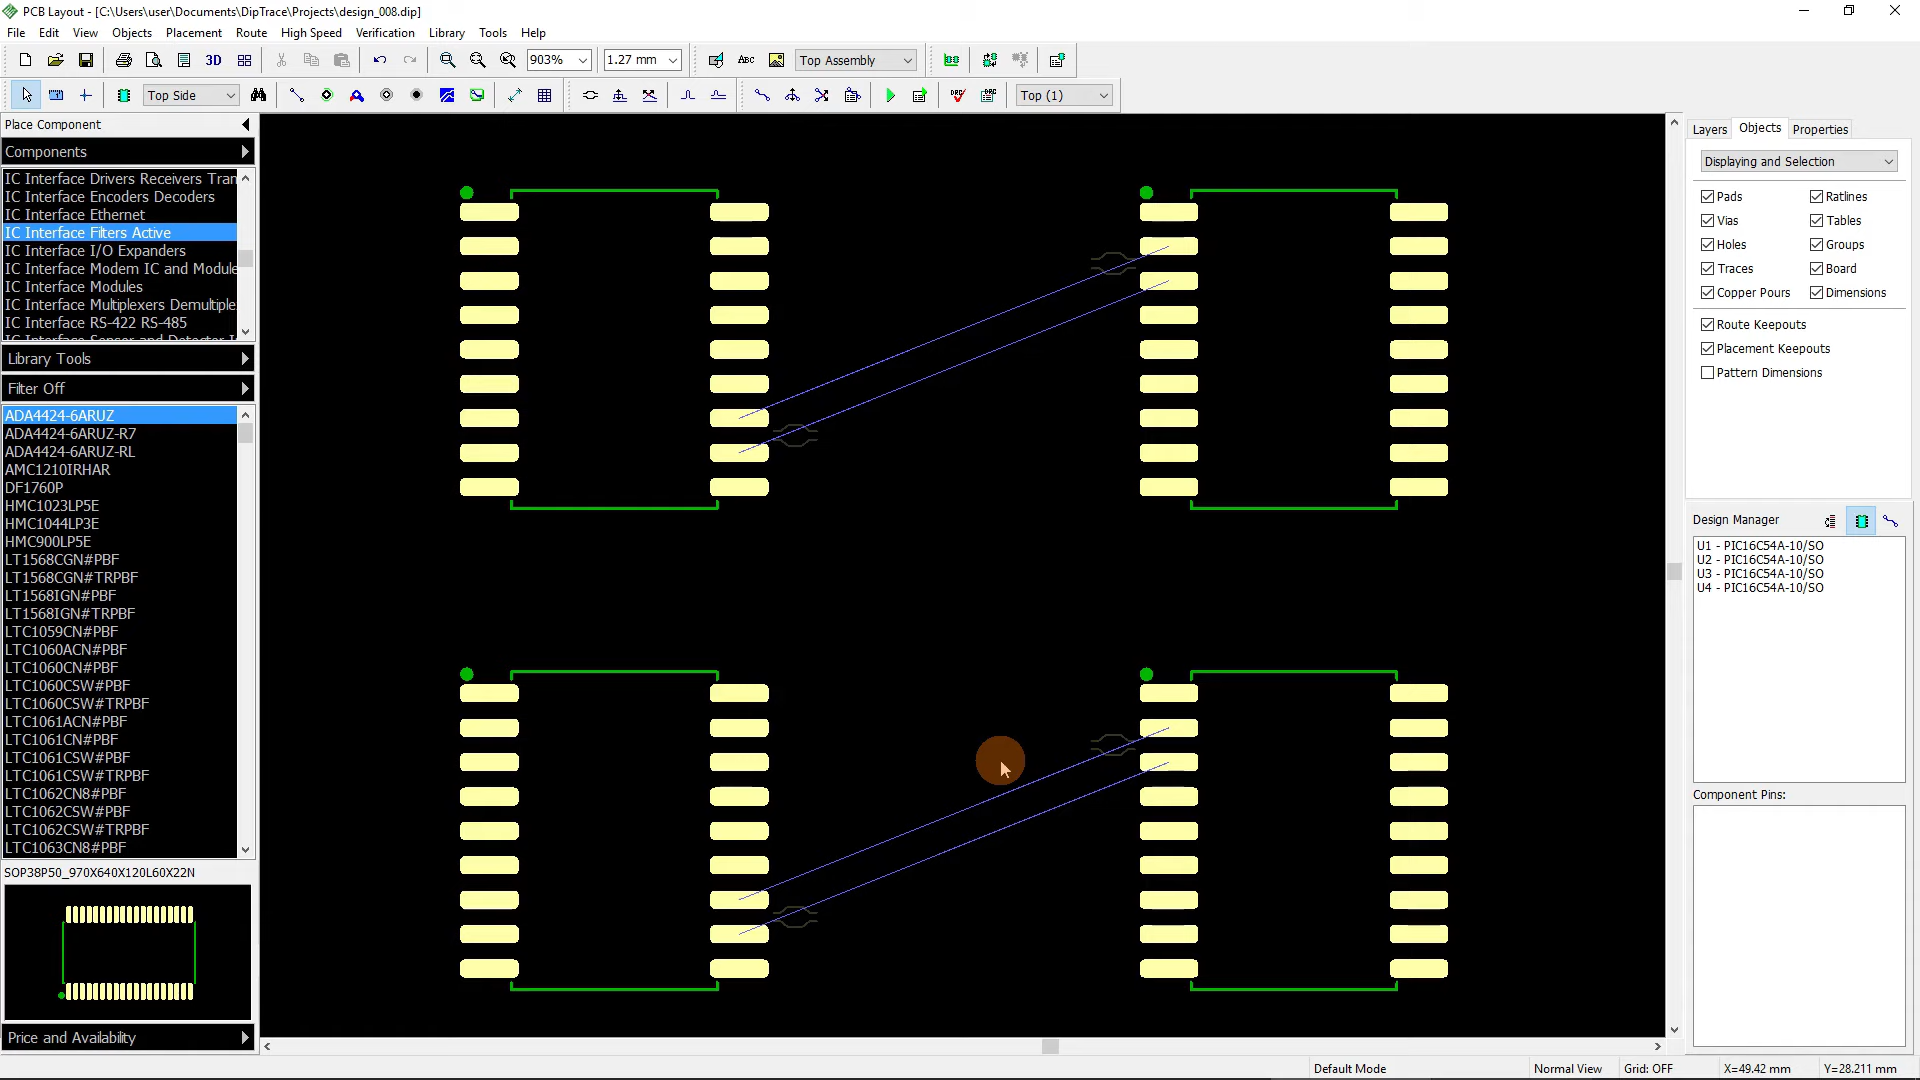 PCB Layout - [C:\Users\user\Documents\DipTrace\Projects\design_008.dip]
File Edit View Objects Placement Route High Speed Verification Library Tools Help
3D 903% 1.27 mm Abc Top Assembly
Top Side DRC DRC Top (1)
Place Component
Components
IC Interface Drivers Receivers Tran
IC Interface Encoders Decoders
IC Interface Ethernet
IC Interface Filters Active
IC Interface I/O Expanders
IC Interface Modem IC and Module
IC Interface Modules
IC Interface Multiplexers Demultiple
IC Interface RS-422 RS-485
IC Interface Sensor and Detector I
Library Tools
Filter Off
ADA4424-6ARUZ
ADA4424-6ARUZ-R7
ADA4424-6ARUZ-RL
AMC1210IRHAR
DF1760P
HMC1023LP5E
HMC1044LP3E
HMC900LP5E
LT1568CGN#PBF
LT1568CGN#TRPBF
LT1568IGN#PBF
LT1568IGN#TRPBF
LTC1059CN#PBF
LTC1060ACN#PBF
LTC1060CN#PBF
LTC1060CSW#PBF
LTC1060CSW#TRPBF
LTC1061ACN#PBF
LTC1061CN#PBF
LTC1061CSW#PBF
LTC1061CSW#TRPBF
LTC1062CN8#PBF
LTC1062CSW#PBF
LTC1062CSW#TRPBF
LTC1063CN8#PBF
SOP38P50_970X640X120L60X22N
Price and Availability
Layers Objects Properties
Displaying and Selection
Pads Ratlines
Vias Tables
Holes Groups
Traces Board
Copper Pours Dimensions
Route Keepouts
Placement Keepouts
Pattern Dimensions
Design Manager
U1 - PIC16C54A-10/SO
U2 - PIC16C54A-10/SO
U3 - PIC16C54A-10/SO
U4 - PIC16C54A-10/SO
Component Pins:
Default Mode Normal View Grid: OFF X=49.42 mm Y=28.211 mm